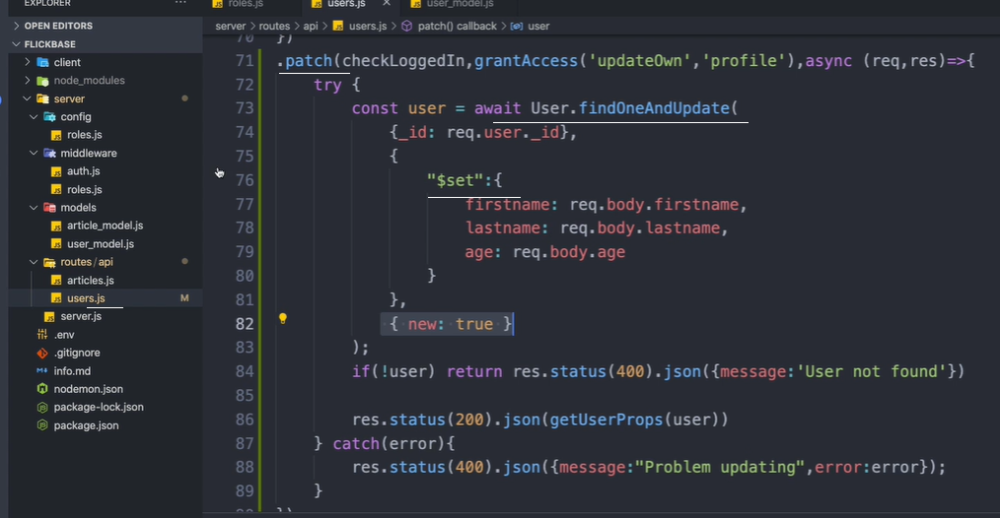 EXPLORER
...
roles.js
users.js
user_model.js
OPEN EDITORS
server > routes > api > users.js > patch() callback > user
FLICKBASE
client
node_modules
server
config
roles.js
middleware
auth.js
roles.js
models
article_model.js
user_model.js
routes/api
articles.js
users.js M
server.js
.env
.gitignore
info.md
nodemon.json
package-lock.json
package.json
70 })
71 .patch(checkLoggedIn,grantAccess('updateOwn','profile'),async (req,res)=>{
72 try {
73 const user = await User.findOneAndUpdate(
74 {_id: req.user._id},
75 {
76 "$set":{
77 firstname: req.body.firstname,
78 lastname: req.body.lastname,
79 age: req.body.age
80 }
81 },
82 { new: true }
83 );
84 if(!user) return res.status(400).json({message:'User not found'})
85
86 res.status(200).json(getUserProps(user))
87 } catch(error){
88 res.status(400).json({message:"Problem updating",error:error});
89 }